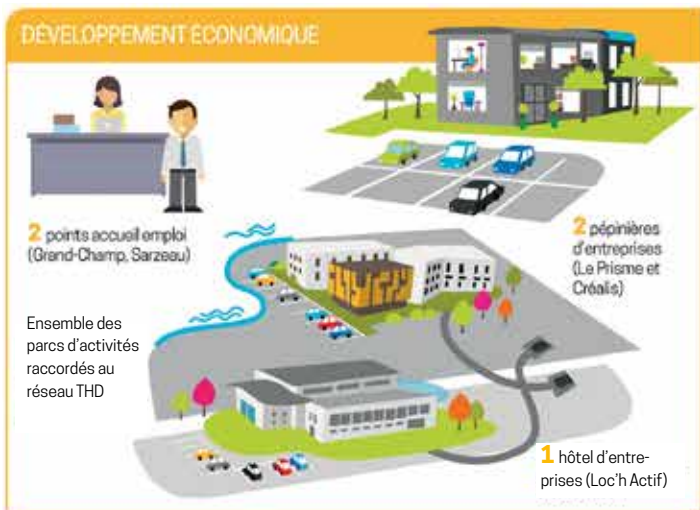 DÉVELOPPEMENT ÉCONOMIQUE
2 points accueil emploi
(Grand-Champ, Sarzeau)
2 pépinières
d'entreprises
(Le Prisme et
Créalis)
Ensemble des
parcs d'activités
raccordés au
réseau THD
1 hôtel d'entre-
prises (Loc'h Actif)